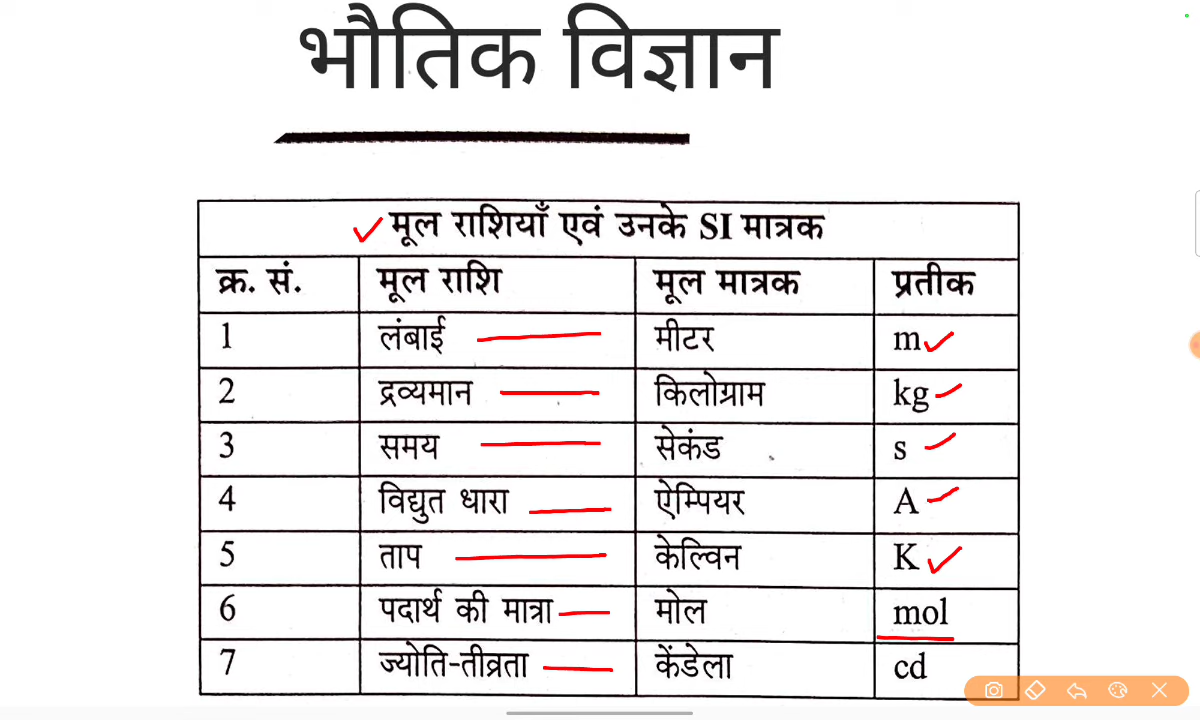 भौतिक विज्ञान
मूल राशियाँ एवं उनके SI मात्रक
क्र. सं. मूल राशि मूल मात्रक प्रतीक
1 लंबाई मीटर m
2 द्रव्यमान किलोग्राम kg
3 समय सेकंड s
4 विद्युत धारा ऐम्पियर A
5 ताप केल्विन K
6 पदार्थ की मात्रा मोल mol
7 ज्योति-तीव्रता केंडेला cd